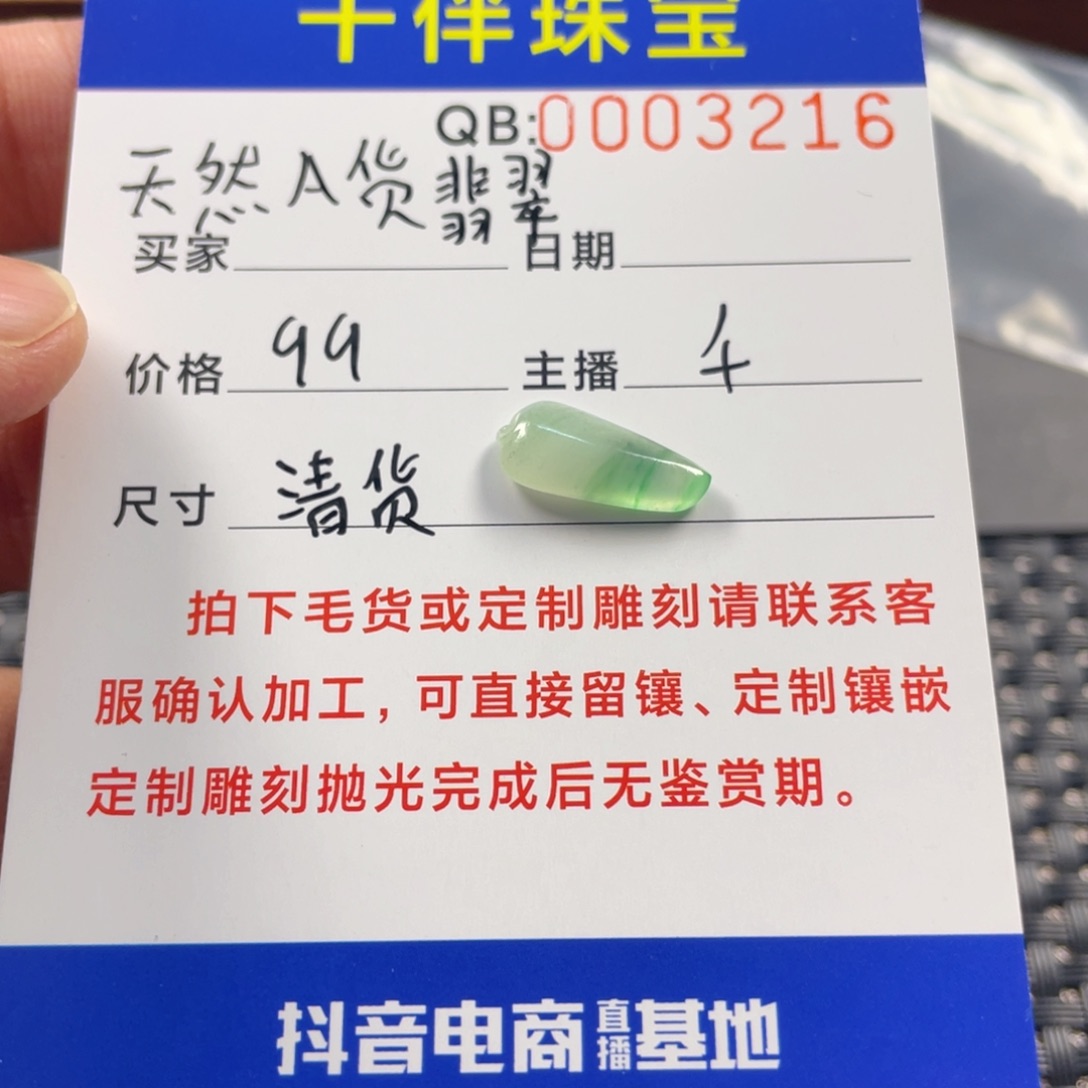 伴珠宝
QB:0003216
天然A货翡翠
买家 日期
价格 99 主播
尺寸 清货
拍下毛货或定制雕刻请联系客
服确认加工,可直接留镶、定制镶嵌
定制雕刻抛光完成后无鉴赏期。
抖音电商直播基地